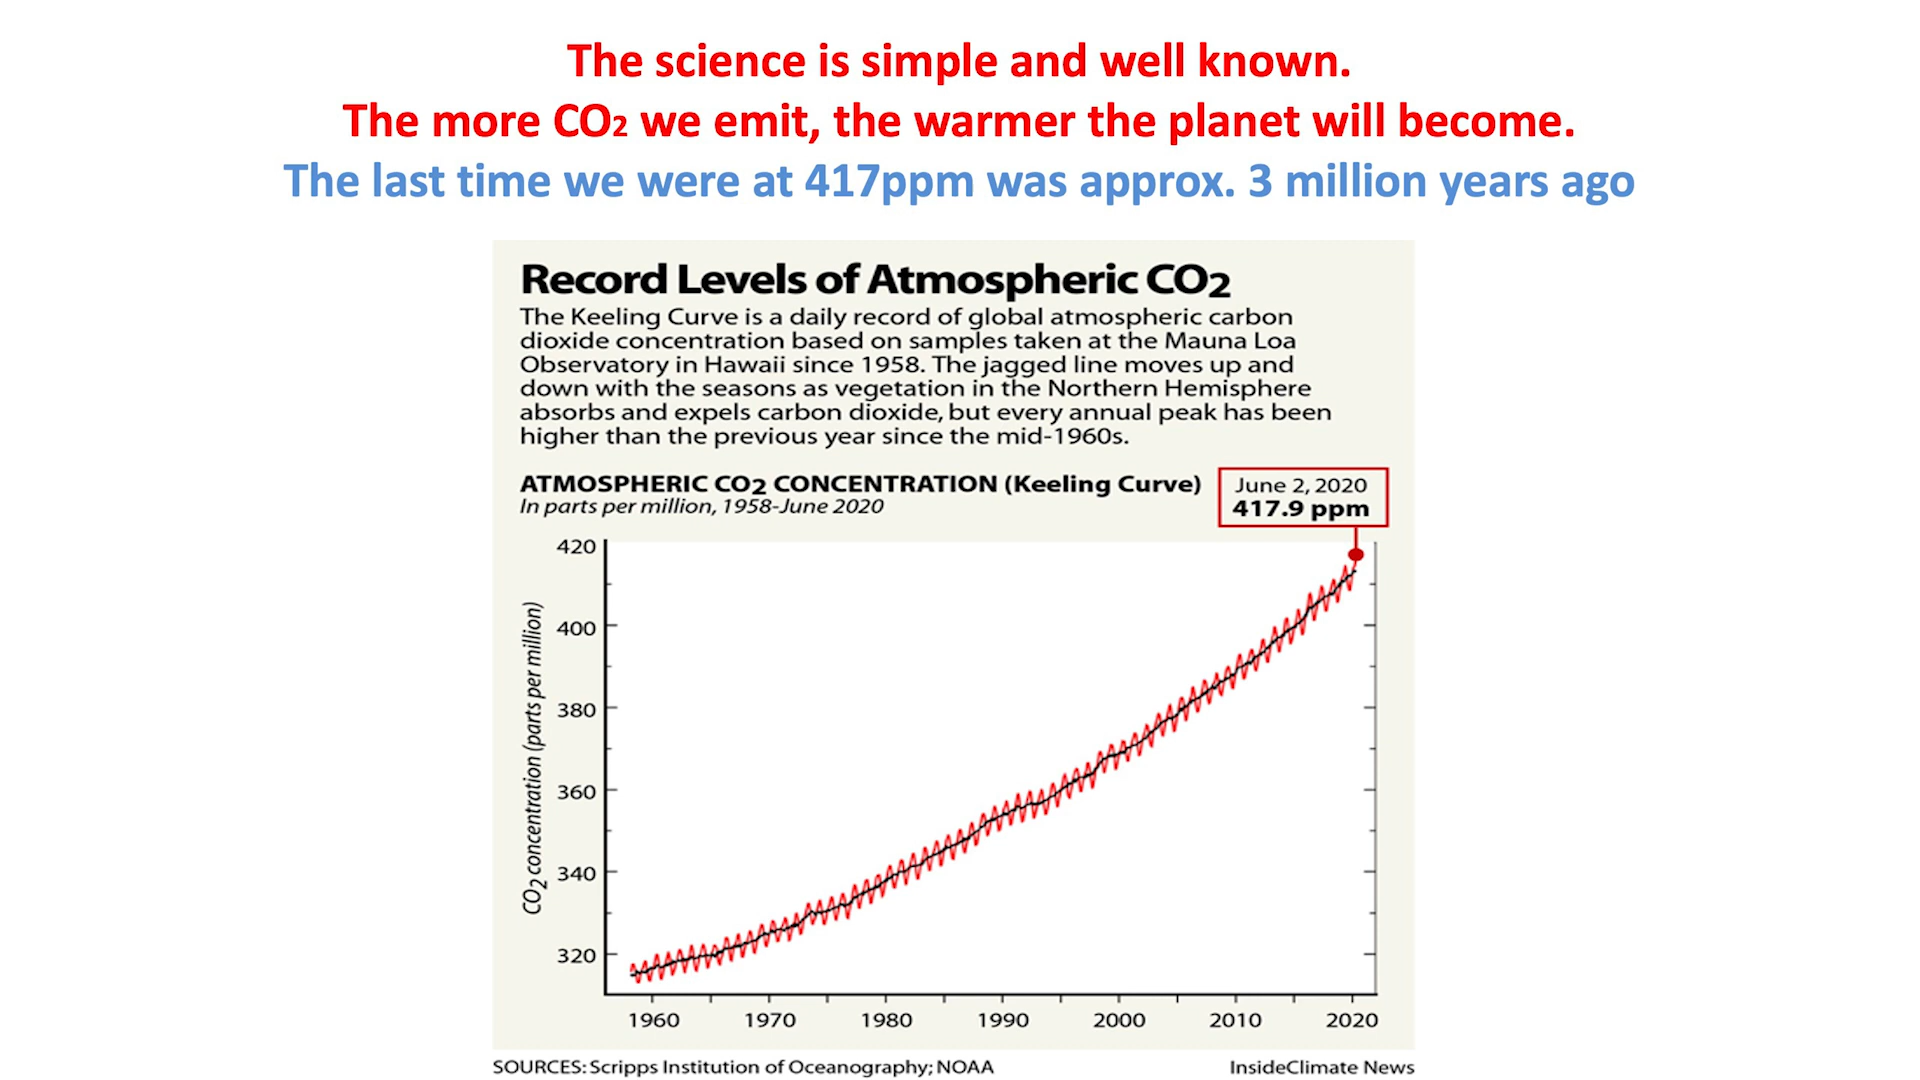 The science is simple and well known.
The more CO2 we emit, the warmer the planet will become.
The last time we were at 417ppm was approx. 3 million years ago
Record Levels of Atmospheric CO2
The Keeling Curve is a daily record of global atmospheric carbon
dioxide concentration based on samples taken at the Mauna Loa
Observatory in Hawaii since 1958. The jagged line moves up and
down with the seasons as vegetation in the Northern Hemisphere
absorbs and expels carbon dioxide, but every annual peak has been
higher than the previous year since the mid-1960s.
ATMOSPHERIC CO2 CONCENTRATION (Keeling Curve)
In parts per million, 1958-June 2020
June 2, 2020
417.9 ppm
CO2 concentration (parts per million)
420
400
380
360
340
320
1960 1970 1980 1990 2000 2010 2020
SOURCES: Scripps Institution of Oceanography; NOAA
InsideClimate News